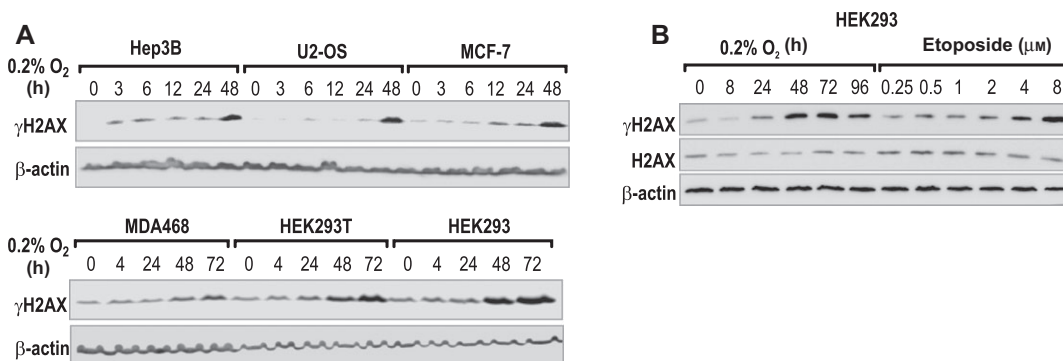 A
Hep3B U2-OS MCF-7
0.2% O2
(h)
0 3 6 12 24 48 0 3 6 12 24 48 0 3 6 12 24 48
γH2AX
β-actin
MDA468 HEK293T HEK293
0.2% O2
(h)
0 4 24 48 72 0 4 24 48 72 0 4 24 48 72
γH2AX
β-actin
B
HEK293
0.2% O2 (h) Etoposide (μM)
0 8 24 48 72 96 0.25 0.5 1 2 4 8
γH2AX
H2AX
β-actin